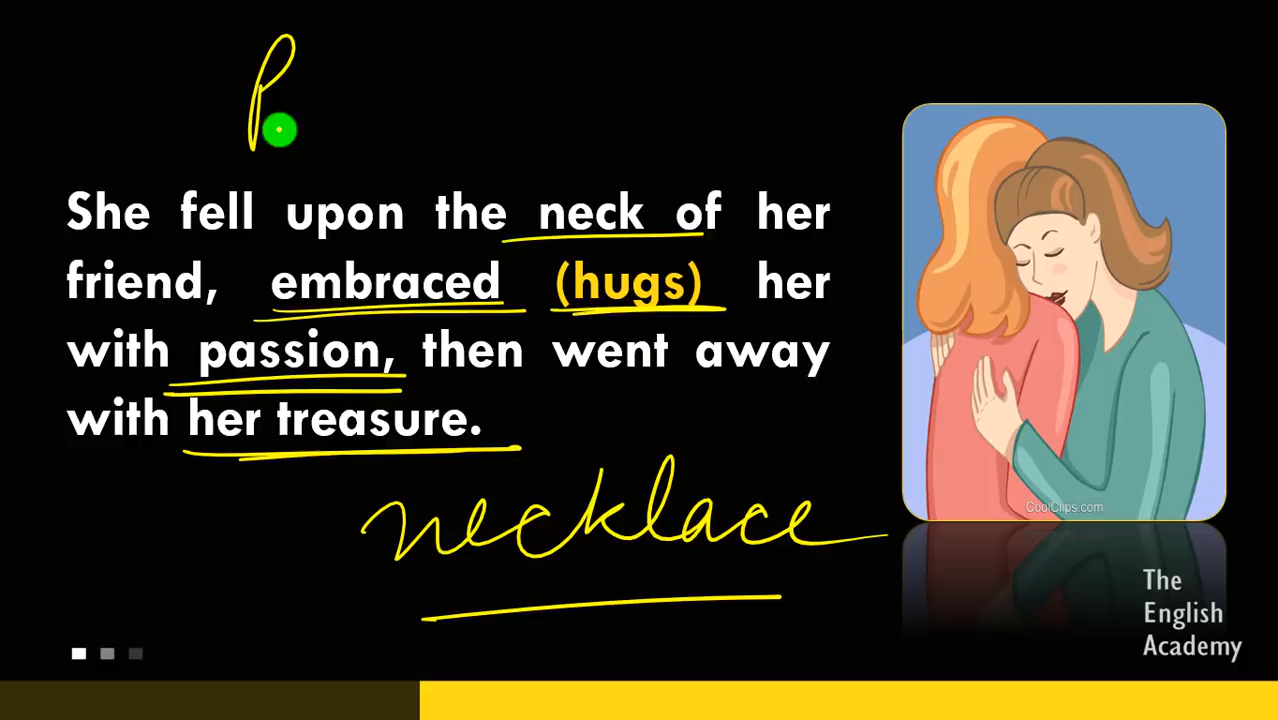 P
She fell upon the neck of her
friend, embraced (hugs) her
with passion, then went away
with her treasure.
necklace
CoolClips.com
The
English
Academy